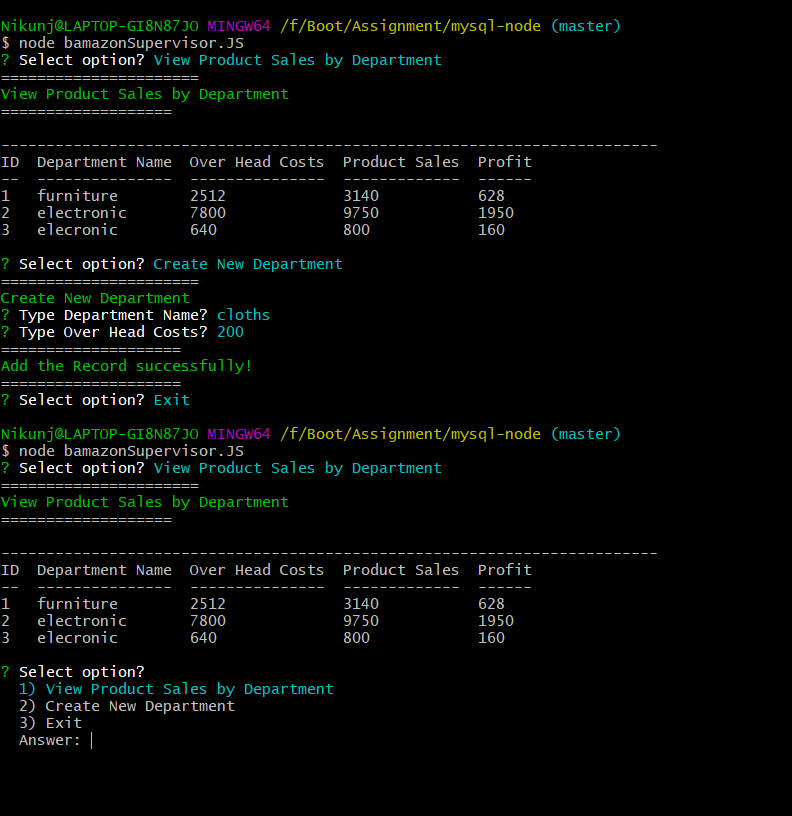 Nikunj@LAPTOP-GI8N87JO MINGW64 /f/Boot/Assignment/mysql-node (master)
$ node bamazonSupervisor.JS
? Select option? View Product Sales by Department
======================
View Product Sales by Department
===================
-------------------------------------------------------------------------
ID  Department Name  Over Head Costs  Product Sales  Profit
--  ---------------  ---------------  -------------  ------
1   furniture        2512             3140           628
2   electronic       7800             9750           1950
3   elecronic        640              800            160
? Select option? Create New Department
======================
Create New Department
? Type Department Name? cloths
? Type Over Head Costs? 200
====================
Add the Record successfully!
====================
? Select option? Exit
Nikunj@LAPTOP-GI8N87JO MINGW64 /f/Boot/Assignment/mysql-node (master)
$ node bamazonSupervisor.JS
? Select option? View Product Sales by Department
======================
View Product Sales by Department
===================
-------------------------------------------------------------------------
ID  Department Name  Over Head Costs  Product Sales  Profit
--  ---------------  ---------------  -------------  ------
1   furniture        2512             3140           628
2   electronic       7800             9750           1950
3   elecronic        640              800            160
? Select option?
  1) View Product Sales by Department
  2) Create New Department
  3) Exit
  Answer: